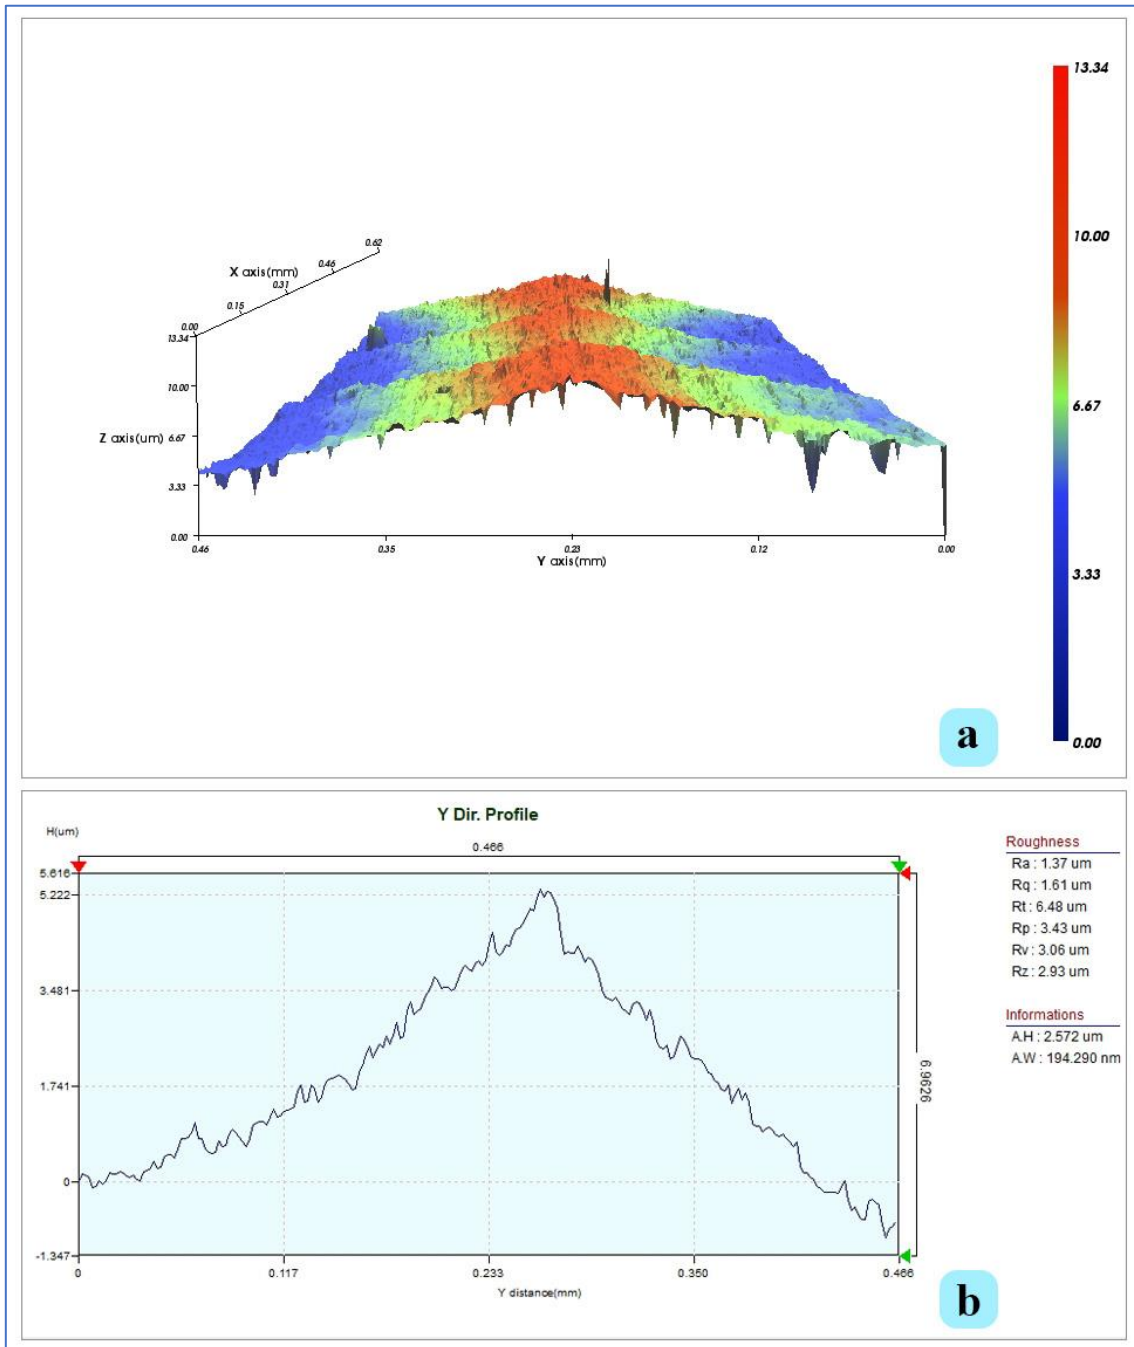 13.34
10.00
6.67
3.33
0.00
0.62
0.46
X axis(mm)
0.31
0.15
0.00
13.34
10.00
Z axis(um) 6.67
3.33
0.00
0.46
0.35
0.23
0.12
0.00
Y axis(mm)
a
Y Dir. Profile
H(um)
0.466
5.616
5.222
3.481
1.741
0
-1.347
0
0.117
0.233
0.350
0.466
Y distance(mm)
6.9626
Roughness
Ra : 1.37 um
Rq : 1.61 um
Rt : 6.48 um
Rp : 3.43 um
Rv : 3.06 um
Rz : 2.93 um
Informations
A.H : 2.572 um
A.W : 194.290 nm
b